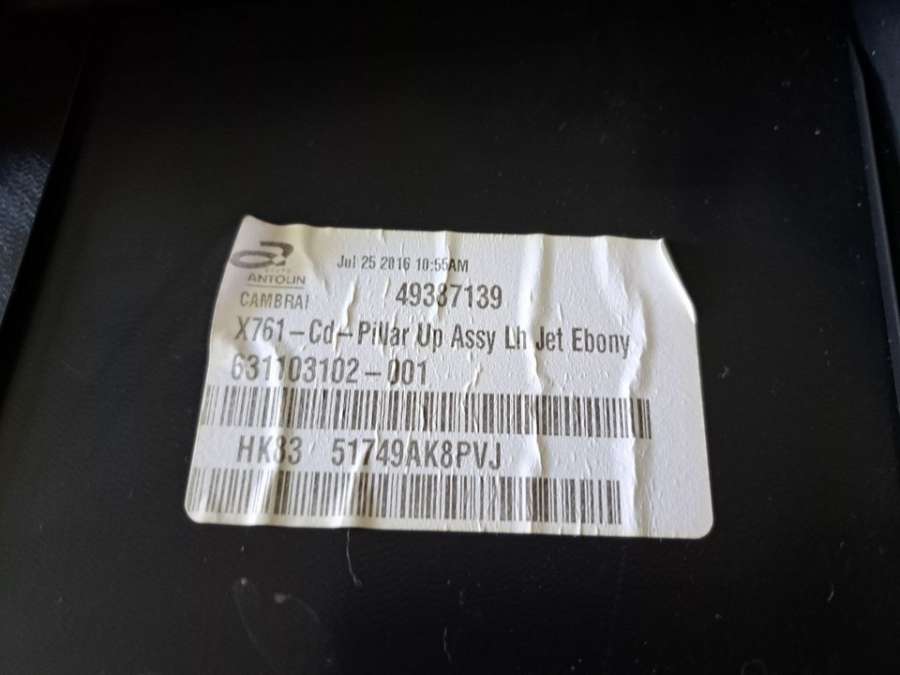 Jul 25 2016 10:55AM
ANTOLIN
CAMBRAI
49387139
X761-Cd-Pillar Up Assy Lh Jet Ebony
631103102-001
HK83 51749AK8PVJ